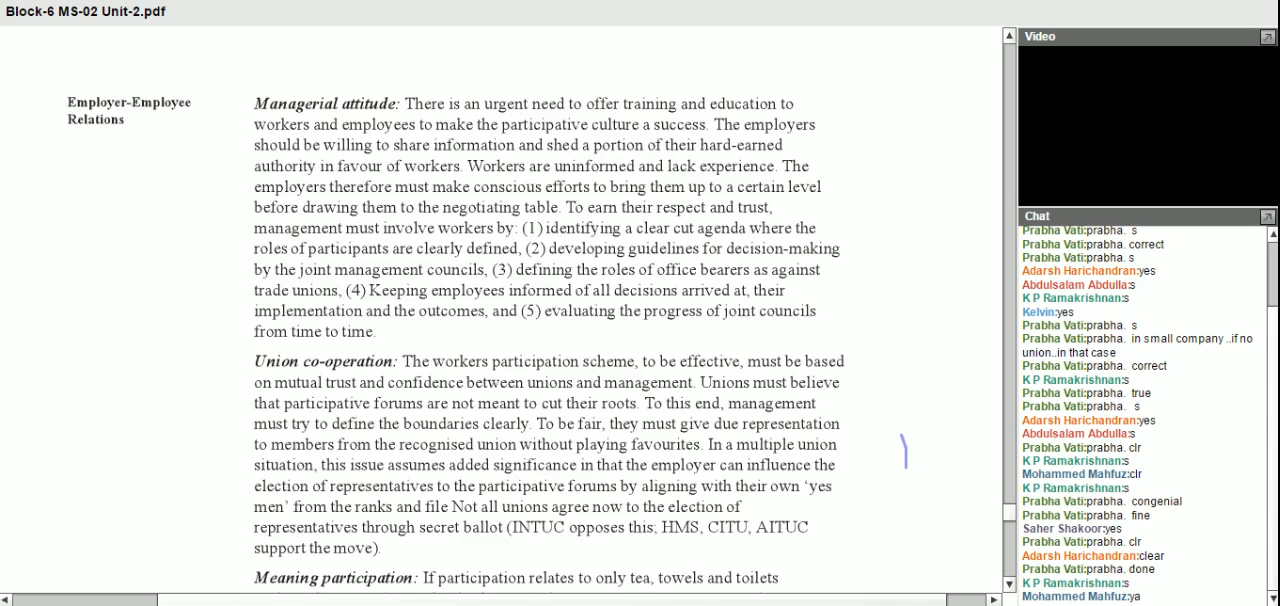 Block-6 MS-02 Unit-2.pdf
Employer-Employee
Relations
Managerial attitude: There is an urgent need to offer training and education to
workers and employees to make the participative culture a success. The employers
should be willing to share information and shed a portion of their hard-earned
authority in favour of workers. Workers are uninformed and lack experience. The
employers therefore must make conscious efforts to bring them up to a certain level
before drawing them to the negotiating table. To earn their respect and trust,
management must involve workers by: (1) identifying a clear cut agenda where the
roles of participants are clearly defined, (2) developing guidelines for decision-making
by the joint management councils, (3) defining the roles of office bearers as against
trade unions, (4) Keeping employees informed of all decisions arrived at, their
implementation and the outcomes, and (5) evaluating the progress of joint councils
from time to time.
Union co-operation: The workers participation scheme, to be effective, must be based
on mutual trust and confidence between unions and management. Unions must believe
that participative forums are not meant to cut their roots. To this end, management
must try to define the boundaries clearly. To be fair, they must give due representation
to members from the recognised union without playing favourites. In a multiple union
situation, this issue assumes added significance in that the employer can influence the
election of representatives to the participative forums by aligning with their own ‘yes
men’ from the ranks and file Not all unions agree now to the election of
representatives through secret ballot (INTUC opposes this; HMS, CITU, AITUC
support the move).
Meaning participation: If participation relates to only tea, towels and toilets
Video
Chat
Prabha Vati:prabha. s
Prabha Vati:prabha. correct
Prabha Vati:prabha. s
Adarsh Harichandran:yes
Abdulsalam Abdulla:s
K P Ramakrishnan:s
Kelvin:yes
Prabha Vati:prabha. s
Prabha Vati:prabha. in small company ..if no
union..in that case
Prabha Vati:prabha. correct
K P Ramakrishnan:s
Prabha Vati:prabha. true
Prabha Vati:prabha. s
Adarsh Harichandran:yes
Abdulsalam Abdulla:s
Prabha Vati:prabha. clr
K P Ramakrishnan:s
Mohammed Mahfuz:clr
K P Ramakrishnan:s
Prabha Vati:prabha. congenial
Prabha Vati:prabha. fine
Saher Shakoor:yes
Prabha Vati:prabha. clr
Adarsh Harichandran:clear
Prabha Vati:prabha. done
K P Ramakrishnan:s
Mohammed Mahfuz:ya